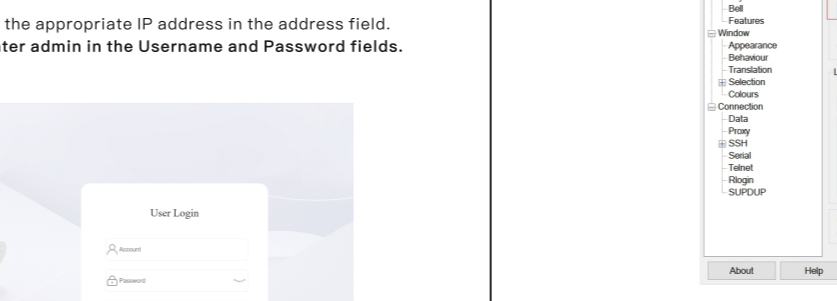 the appropriate IP address in the address field.
ter admin in the Username and Password fields.
User Login
Account
Password
Bell
Features
Window
Appearance
Behaviour
Translation
Selection
Colours
Connection
Data
Proxy
SSH
Serial
Telnet
Rlogin
SUPDUP
About
Help